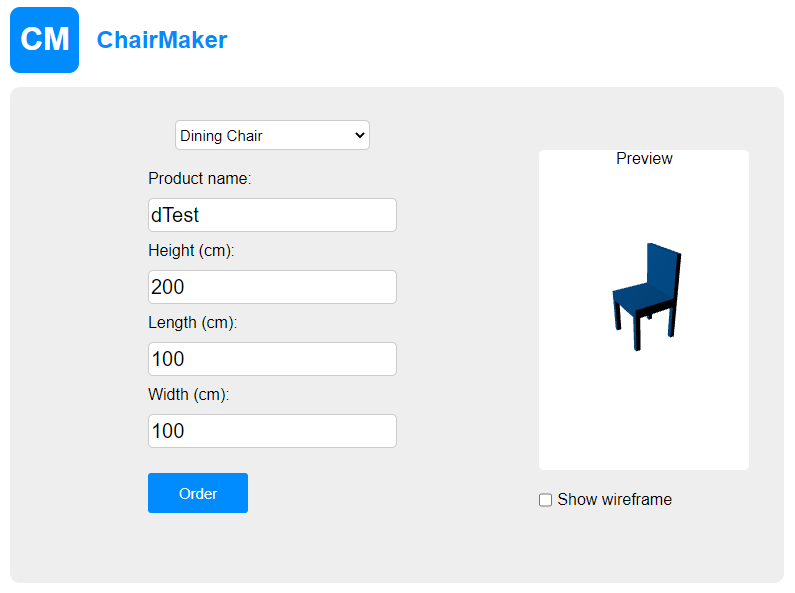 CM
ChairMaker
Dining Chair
Product name:
dTest
Height (cm):
200
Length (cm):
100
Width (cm):
100
Order
Preview
Show wireframe